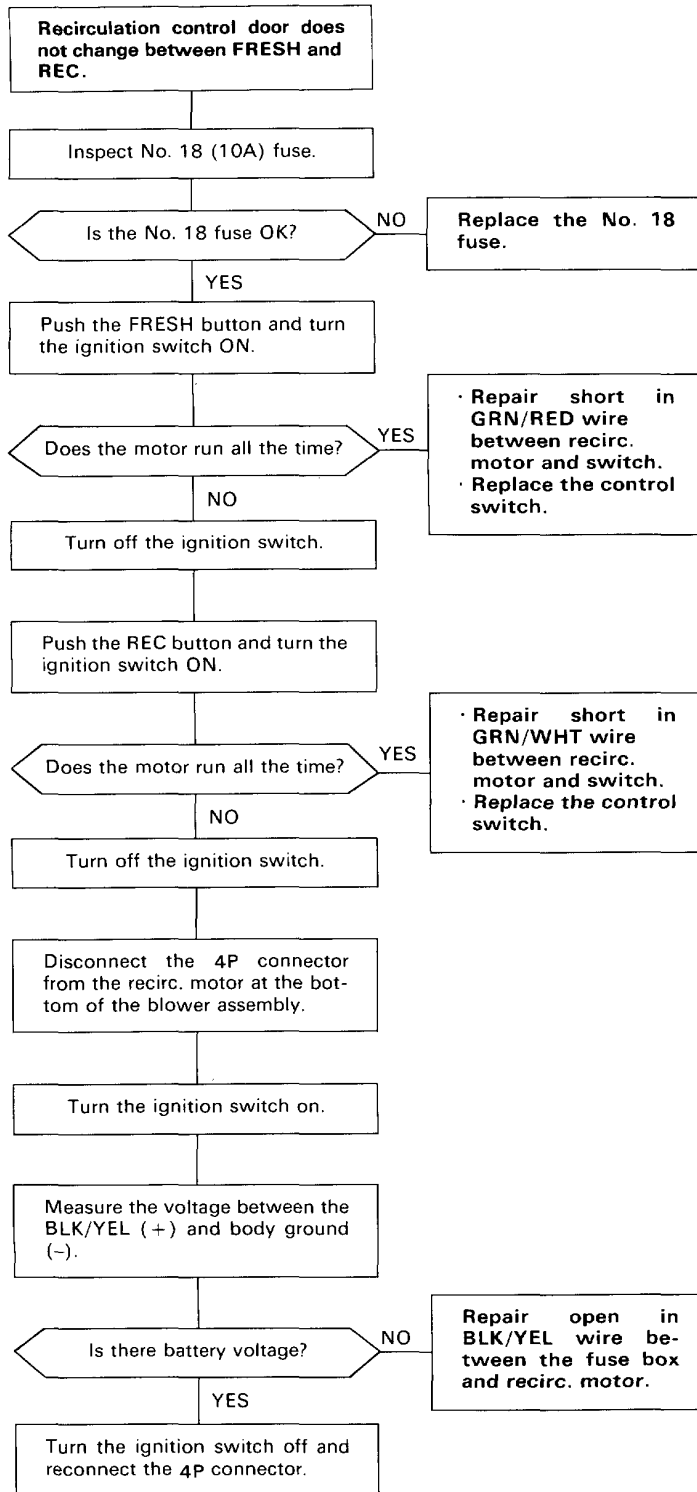 Recirculation control door does
not change between FRESH and
REC.
Inspect No. 18 (10A) fuse.
Is the No. 18 fuse OK?
NO
Replace the No. 18
fuse.
YES
Push the FRESH button and turn
the ignition switch ON.
Does the motor run all the time?
YES
· Repair short in
GRN/RED wire
between recirc.
motor and switch.
· Replace the control
switch.
NO
Turn off the ignition switch.
Push the REC button and turn the
ignition switch ON.
Does the motor run all the time?
YES
· Repair short in
GRN/WHT wire
between recirc.
motor and switch.
· Replace the control
switch.
NO
Turn off the ignition switch.
Disconnect the 4P connector
from the recirc. motor at the bot-
tom of the blower assembly.
Turn the ignition switch on.
Measure the voltage between the
BLK/YEL (+) and body ground
(–).
Is there battery voltage?
NO
Repair open in
BLK/YEL wire be-
tween the fuse box
and recirc. motor.
YES
Turn the ignition switch off and
reconnect the 4P connector.